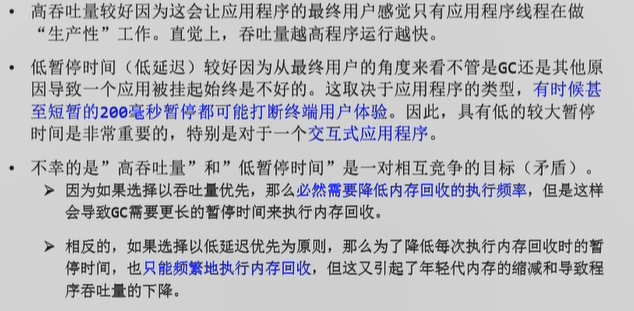 • 高吞吐量较好因为这会让应用程序的最终用户感觉只有应用程序线程在做
“生产性”工作。直觉上，吞吐量越高程序运行越快。
• 低暂停时间（低延迟）较好因为从最终用户的角度来看不管是GC还是其他原
因导致一个应用被挂起始终是不好的。这取决于应用程序的类型，有时候甚
至短暂的200毫秒暂停都可能打断终端用户体验。因此，具有低的较大暂停
时间是非常重要的，特别是对于一个交互式应用程序。
• 不幸的是”高吞吐量”和”低暂停时间”是一对相互竞争的目标（矛盾）。
➢ 因为如果选择以吞吐量优先，那么必然需要降低内存回收的执行频率，但是这样
会导致GC需要更长的暂停时间来执行内存回收。
➢ 相反的，如果选择以低延迟优先为原则，那么为了降低每次执行内存回收时的暂
停时间，也只能频繁地执行内存回收，但这又引起了年轻代内存的缩减和导致程
序吞吐量的下降。